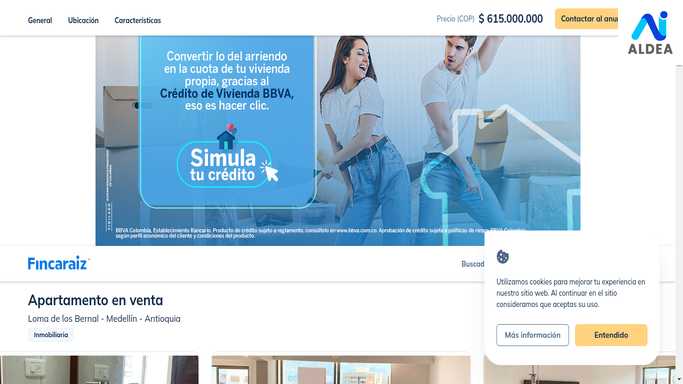 General Ubicación Características Precio (COP) $ 615.000.000 Contactar al anu
ALDEA
Convertir lo del arriendo
en la cuota de tu vivienda
propia, gracias al
Crédito de Vivienda BBVA,
eso es hacer clic.
Simula
tu crédito
BBVA Colombia, Establecimiento Bancario. Producto de crédito sujeto a reglamento, consúltelo en www.bbva.com.co. Aprobación de crédito sujeta a políticas de riesgo BBVA Colombia,
según perfil económico del cliente y condiciones del producto.
Fincaraiz
Buscad
Utilizamos cookies para mejorar tu experiencia en
nuestro sitio web. Al continuar en el sitio
consideramos que aceptas su uso.
Más información Entendido
Apartamento en venta
Loma de los Bernal - Medellín - Antioquia
Inmobiliaria